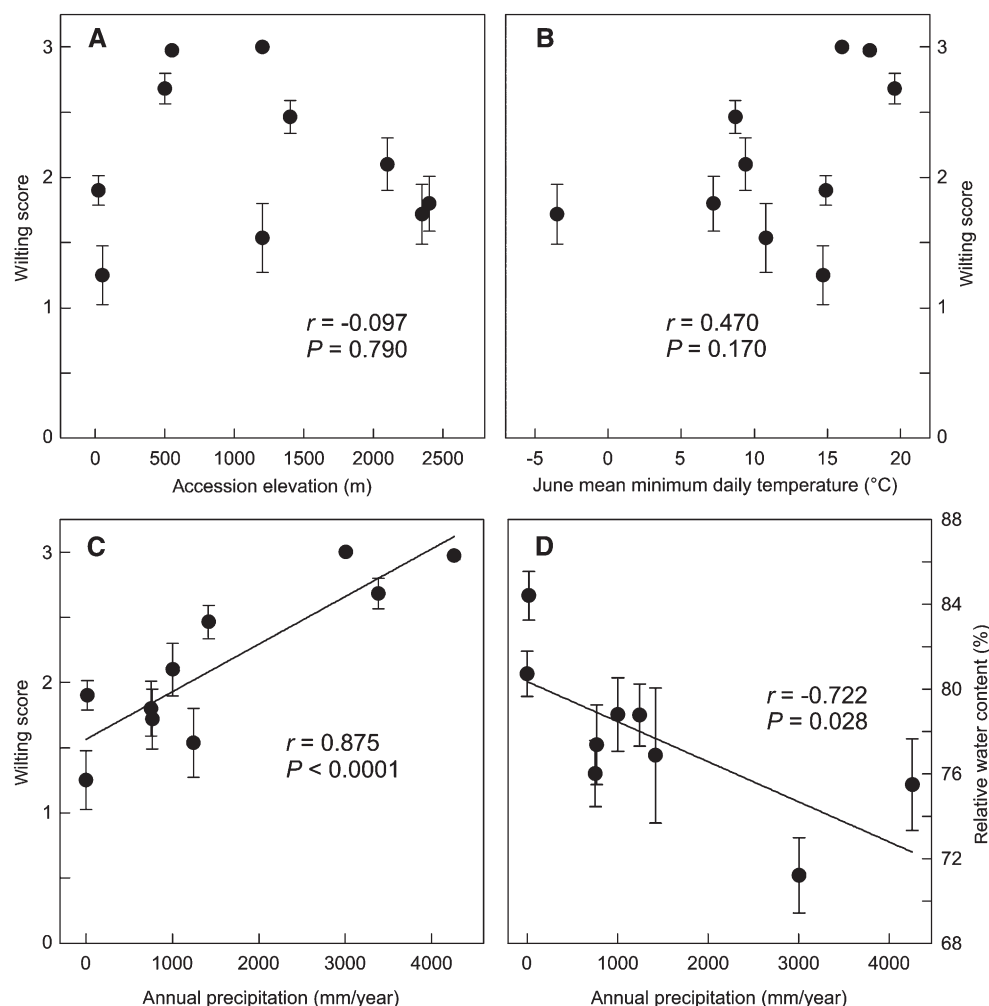 A
3
2
1
0
Wilting score
r = -0.097
P = 0.790
0 500 1000 1500 2000 2500
Accession elevation (m)
B
3
2
1
0
Wilting score
r = 0.470
P = 0.170
-5 0 5 10 15 20
June mean minimum daily temperature (°C)
C
3
2
1
0
Wilting score
r = 0.875
P < 0.0001
0 1000 2000 3000 4000
Annual precipitation (mm/year)
D
88
84
80
76
72
68
Relative water content (%)
r = -0.722
P = 0.028
0 1000 2000 3000 4000
Annual precipitation (mm/year)